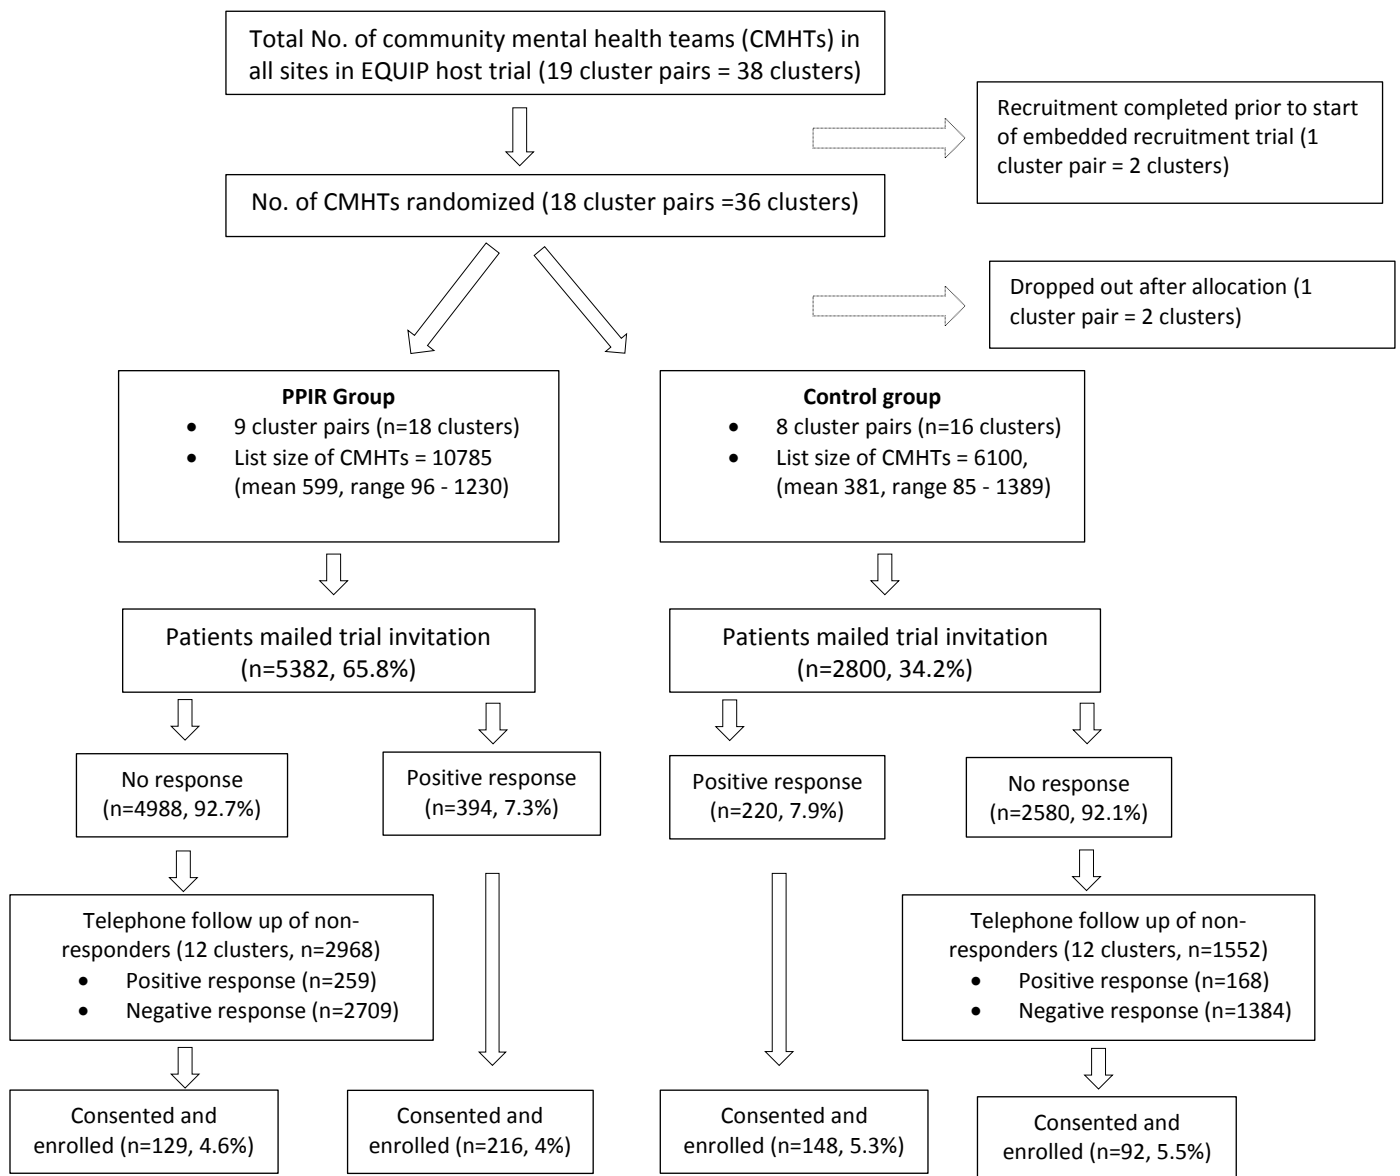 Total No. of community mental health teams (CMHTs) in
all sites in EQUIP host trial (19 cluster pairs = 38 clusters)
Recruitment completed prior to start
of embedded recruitment trial (1
cluster pair = 2 clusters)
No. of CMHTs randomized (18 cluster pairs =36 clusters)
Dropped out after allocation (1
cluster pair = 2 clusters)
PPIR Group
• 9 cluster pairs (n=18 clusters)
• List size of CMHTs = 10785
(mean 599, range 96 - 1230)
Control group
• 8 cluster pairs (n=16 clusters)
• List size of CMHTs = 6100,
(mean 381, range 85 - 1389)
Patients mailed trial invitation
(n=5382, 65.8%)
Patients mailed trial invitation
(n=2800, 34.2%)
No response
(n=4988, 92.7%)
Positive response
(n=394, 7.3%)
Positive response
(n=220, 7.9%)
No response
(n=2580, 92.1%)
Telephone follow up of non-
responders (12 clusters, n=2968)
• Positive response (n=259)
• Negative response (n=2709)
Telephone follow up of non-
responders (12 clusters, n=1552)
• Positive response (n=168)
• Negative response (n=1384)
Consented and
enrolled (n=129, 4.6%)
Consented and
enrolled (n=216, 4%)
Consented and
enrolled (n=148, 5.3%)
Consented and
enrolled (n=92, 5.5%)